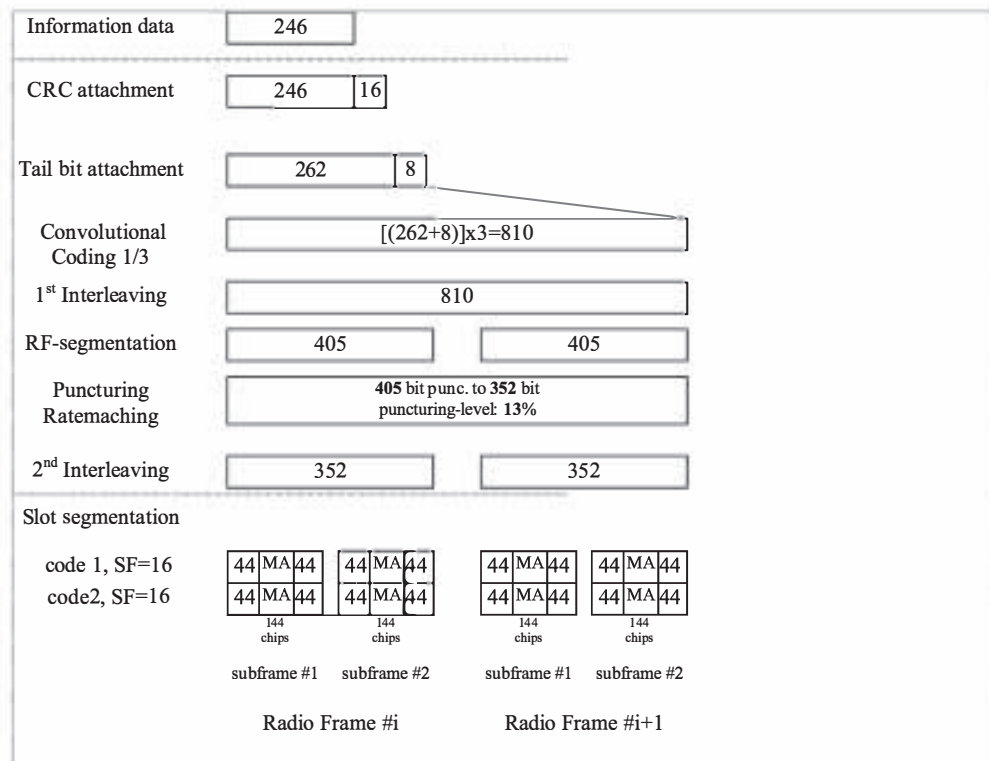 Information data 246
CRC attachment 246 16
Tail bit attachment 262 8
Convolutional
Coding 1/3
[(262+8)]x3=810
1st Interleaving 810
RF-segmentation 405 405
Puncturing
Ratemaching
405 bit punc. to 352 bit
puncturing-level: 13%
2nd Interleaving 352 352
Slot segmentation
code 1, SF=16 44 MA 44 44 MA 44 44 MA 44 44 MA 44
code2, SF=16 44 MA 44 44 MA 44 44 MA 44 44 MA 44
144 144 144 144
chips chips chips chips
subframe #1 subframe #2 subframe #1 subframe #2
Radio Frame #i Radio Frame #i+1